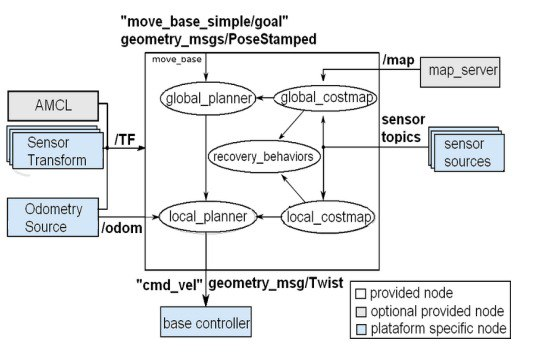 "move_base_simple/goal"
geometry_msgs/PoseStamped
move_base
/map
map_server
AMCL
global_planner
global_costmap
Sensor
Transform
/TF
sensor
topics
sensor
sources
recovery_behaviors
Odometry
Source
/odom
local_planner
local_costmap
"cmd_vel"
geometry_msg/Twist
base controller
provided node
optional provided node
plataform specific node